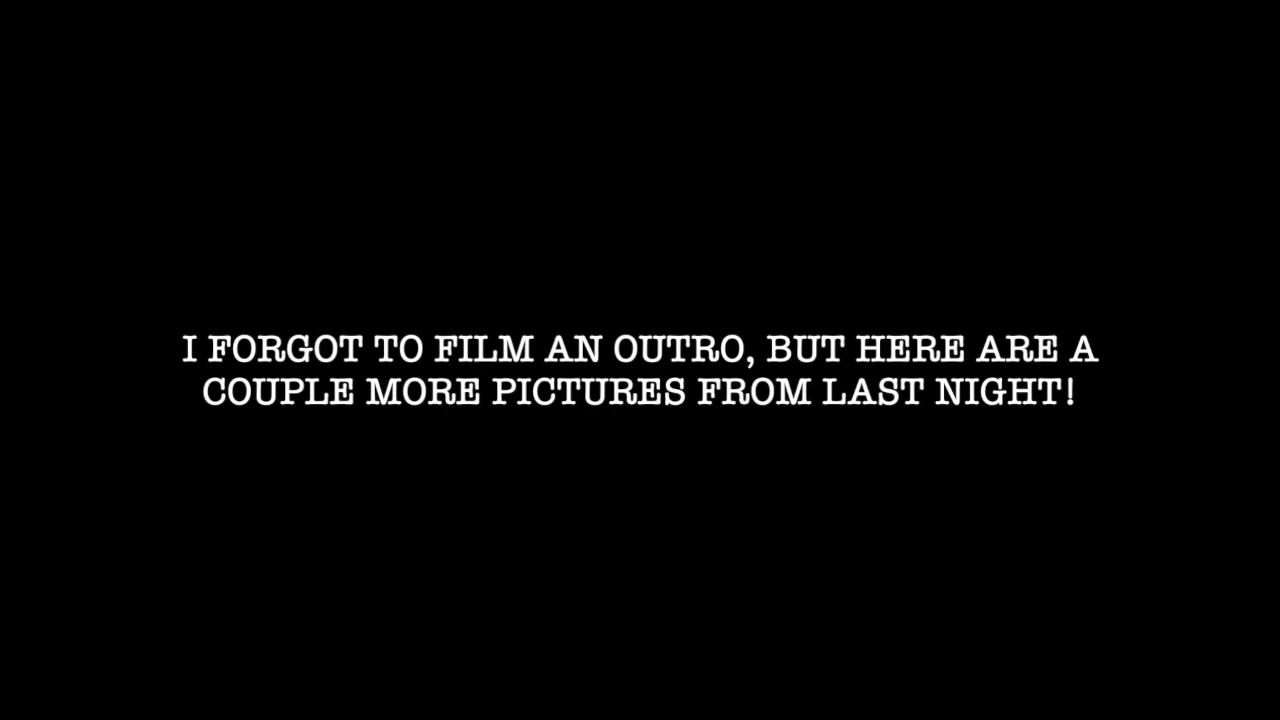 I FORGOT TO FILM AN OUTRO, BUT HERE ARE A
COUPLE MORE PICTURES FROM LAST NIGHT!